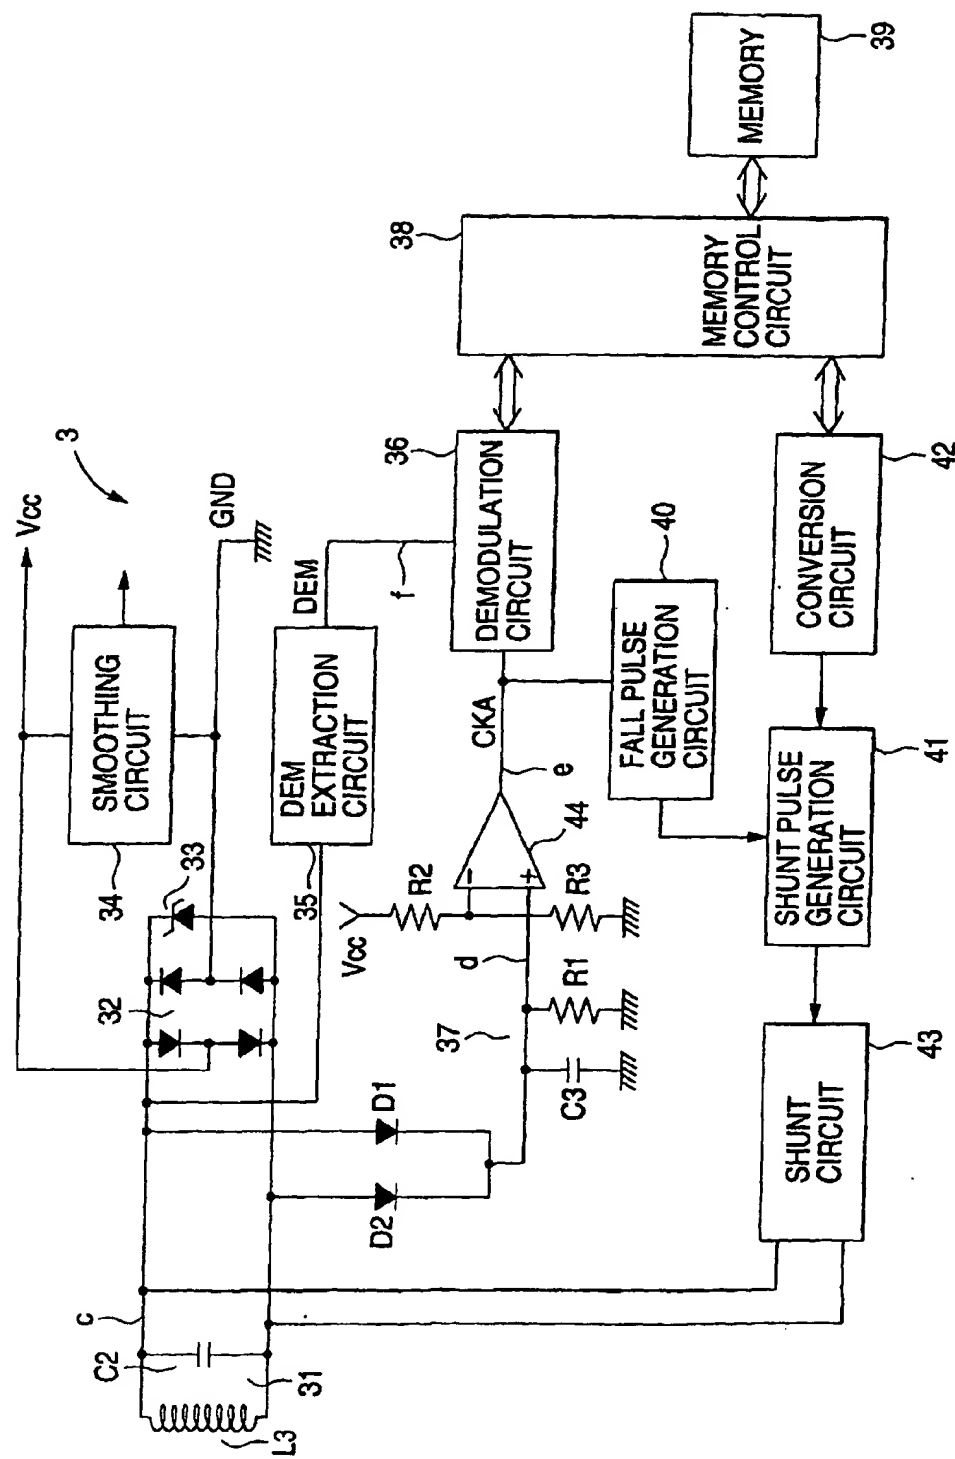 3
Vcc
GND
SMOOTHING
CIRCUIT
34
33
32
DEM
EXTRACTION
CIRCUIT
35
DEM
f
36
DEMODULATION
CIRCUIT
38
MEMORY
CONTROL
CIRCUIT
MEMORY
39
c
C2
31
L3
D1
D2
37
C3
R1
d
Vcc
R2
R3
-
+
44
e
CKA
40
FALL PULSE
GENERATION
CIRCUIT
CONVERSION
CIRCUIT
42
SHUNT PULSE
GENERATION
CIRCUIT
41
SHUNT
CIRCUIT
43